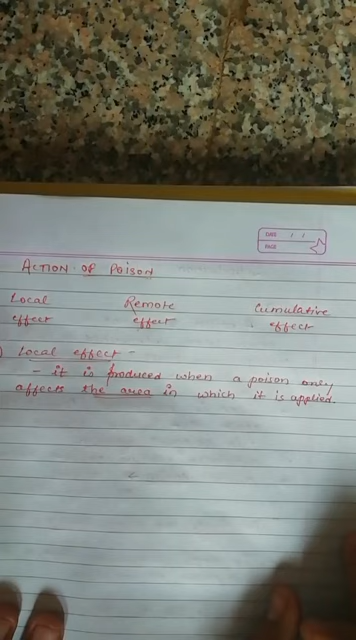 DATE / /
PAGE
ACTION OF POISON
Local Remote Cumulative
effect effect effect
) Local effect -
- it is produced when a poison only
affects the area in which it is applied.